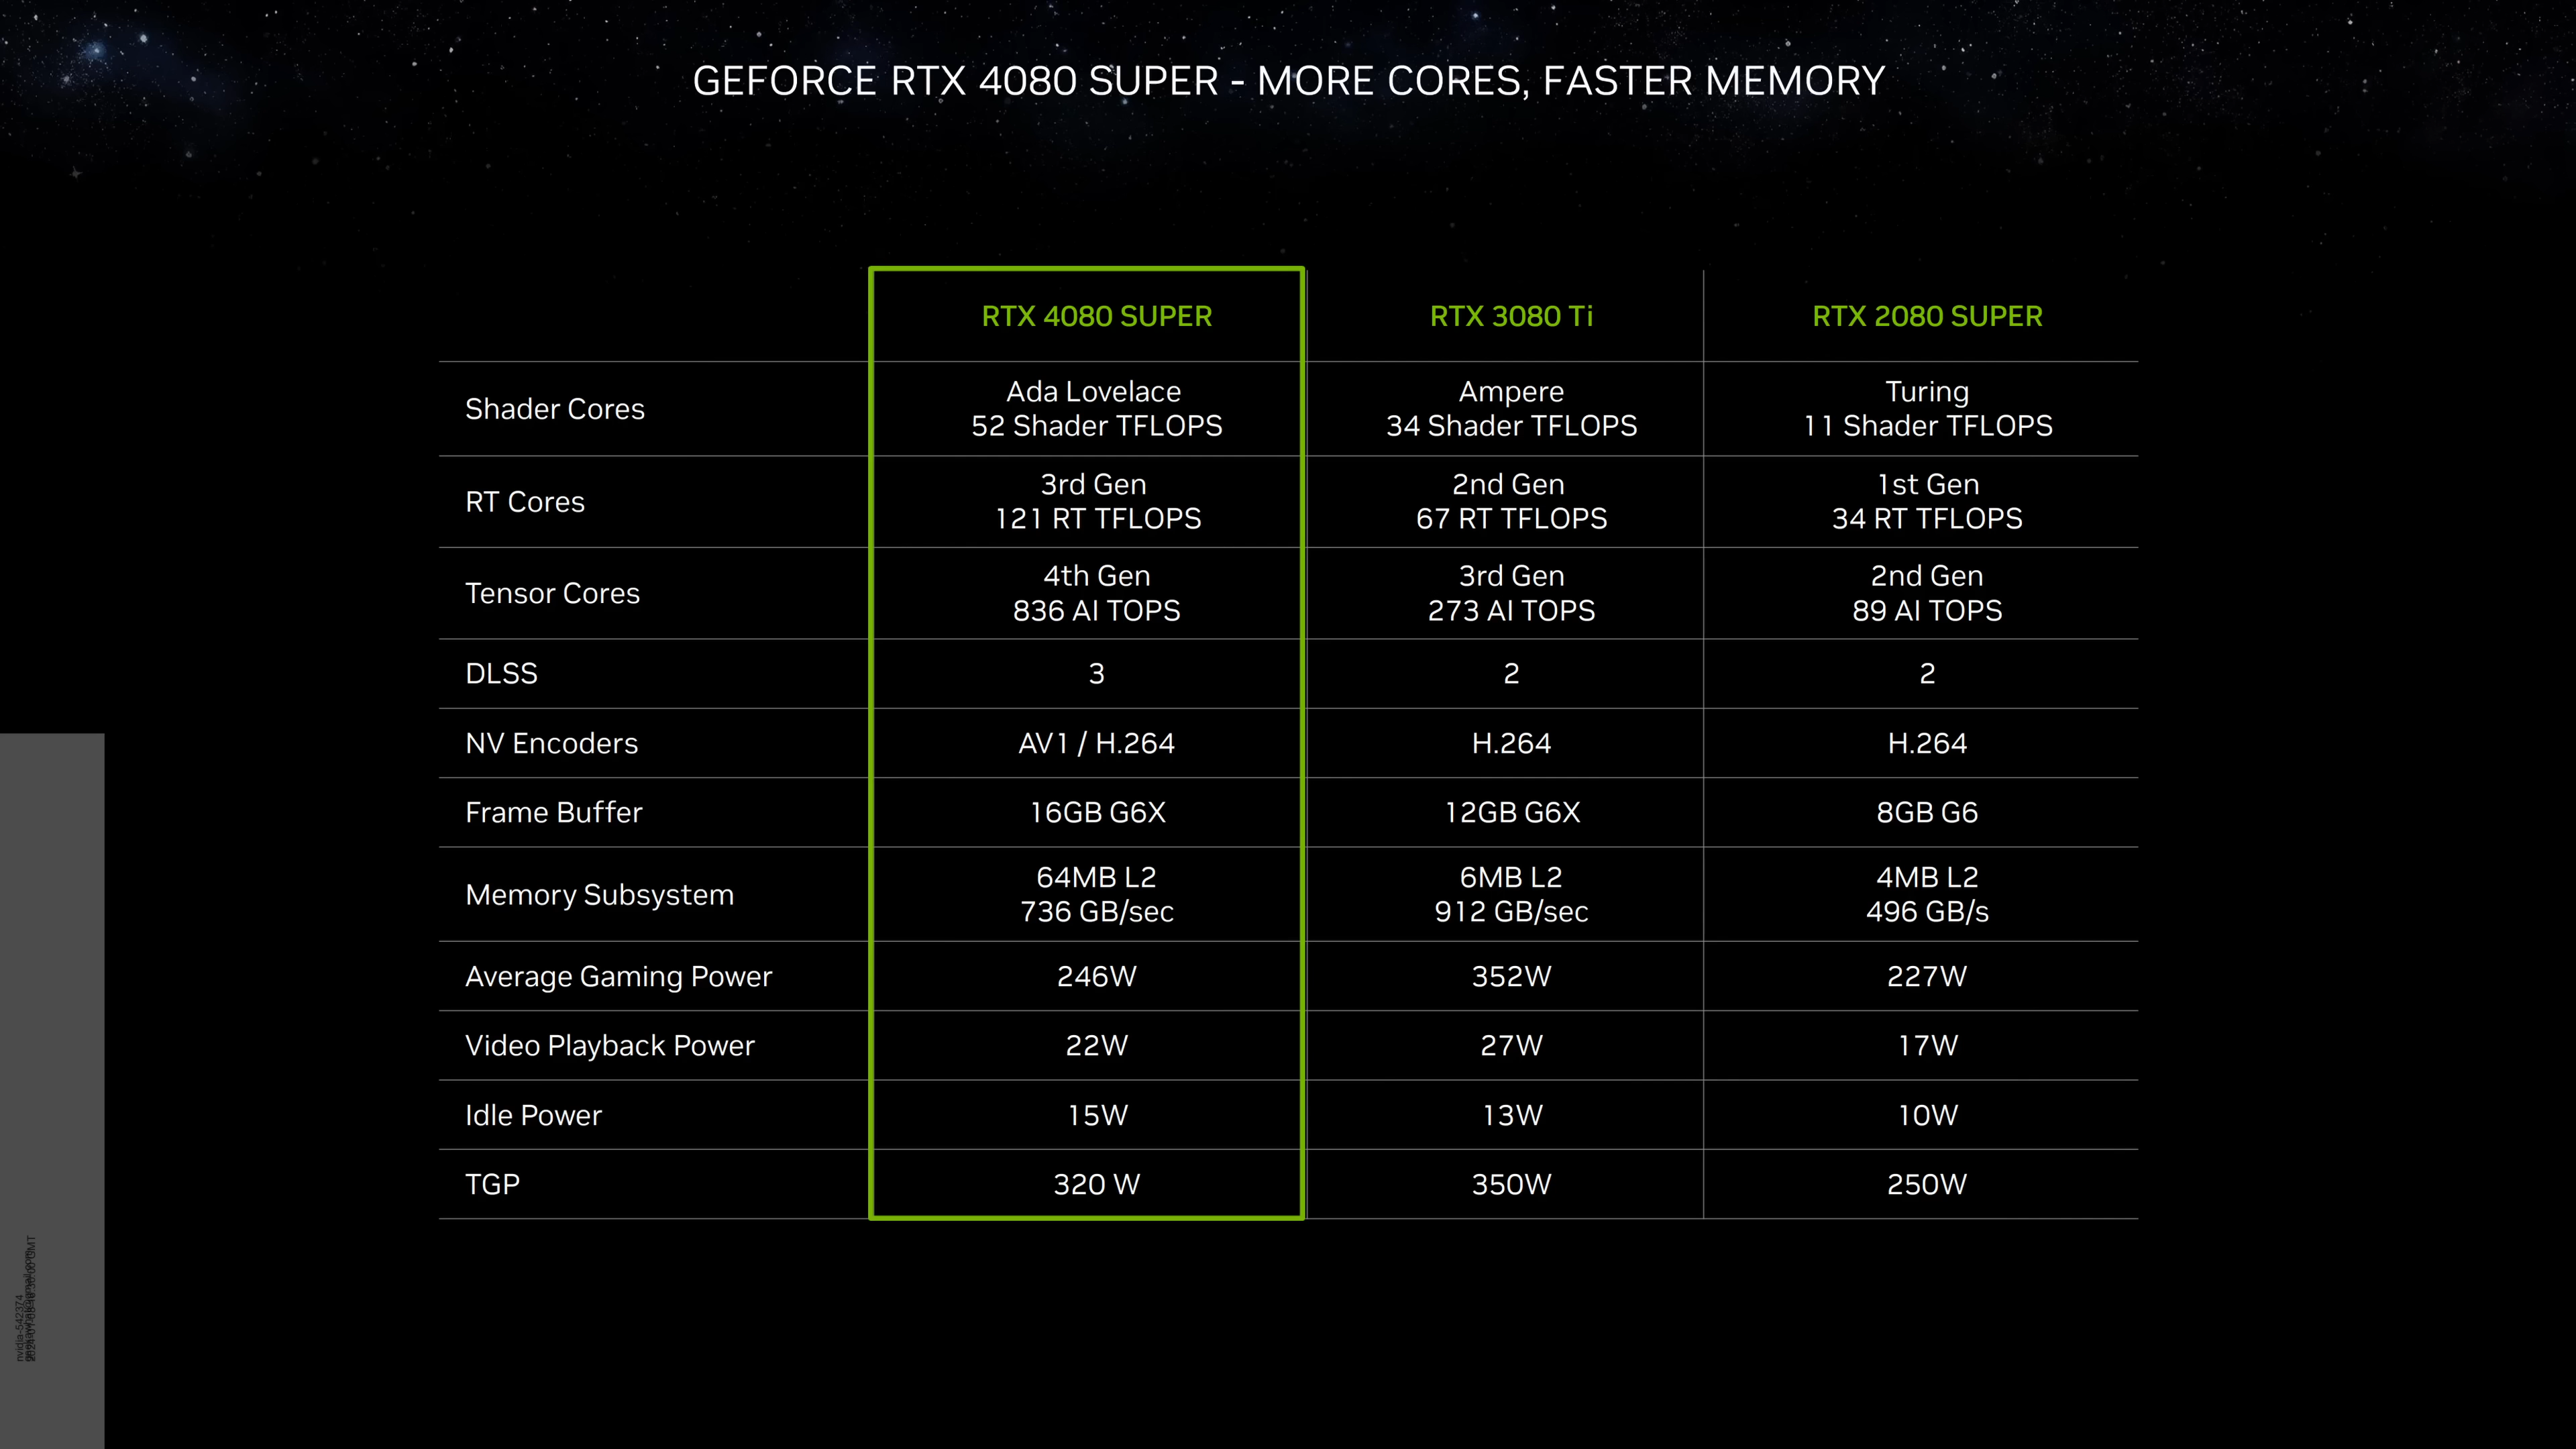 GEFORCE RTX 4080 SUPER - MORE CORES, FASTER MEMORY
RTX 4080 SUPER RTX 3080 Ti RTX 2080 SUPER
Shader Cores
Ada Lovelace Ampere Turing
52 Shader TFLOPS 34 Shader TFLOPS 11 Shader TFLOPS
RT Cores
3rd Gen 2nd Gen 1st Gen
121 RT TFLOPS 67 RT TFLOPS 34 RT TFLOPS
Tensor Cores
4th Gen 3rd Gen 2nd Gen
836 AI TOPS 273 AI TOPS 89 AI TOPS
DLSS 3 2 2
NV Encoders AV1 / H.264 H.264 H.264
Frame Buffer 16GB G6X 12GB G6X 8GB G6
Memory Subsystem
64MB L2 6MB L2 4MB L2
736 GB/sec 912 GB/sec 496 GB/s
Average Gaming Power 246W 352W 227W
Video Playback Power 22W 27W 17W
Idle Power 15W 13W 10W
TGP 320 W 350W 250W
nvidia-542374